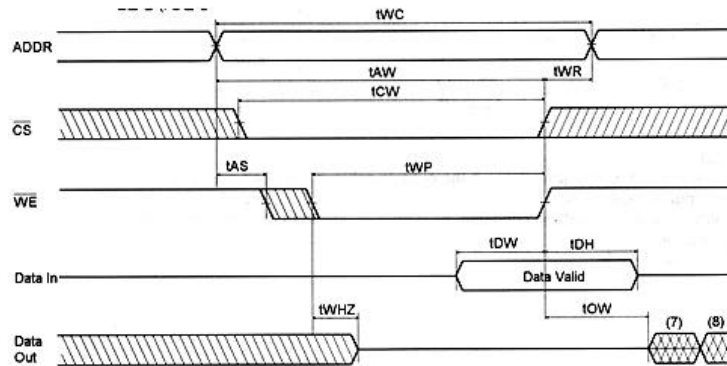 tWC
ADDR
tAW
tWR
tCW
CS
tAS
tWP
WE
tDW
tDH
Data In
Data Valid
tWHZ
tOW
(7)
(8)
Data
Out